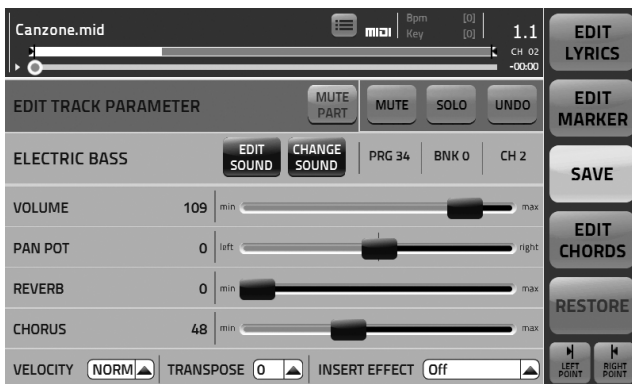 Canzone.mid
MIDI
Bpm [0]
Key [0]
1.1
CH 02
-00:00
EDIT TRACK PARAMETER
MUTE PART
MUTE
SOLO
UNDO
ELECTRIC BASS
EDIT SOUND
CHANGE SOUND
PRG 34
BNK 0
CH 2
VOLUME 109 min max
PAN POT 0 left right
REVERB 0 min max
CHORUS 48 min max
VELOCITY NORM TRANSPOSE 0 INSERT EFFECT Off
EDIT LYRICS
EDIT MARKER
SAVE
EDIT CHORDS
RESTORE
LEFT POINT
RIGHT POINT